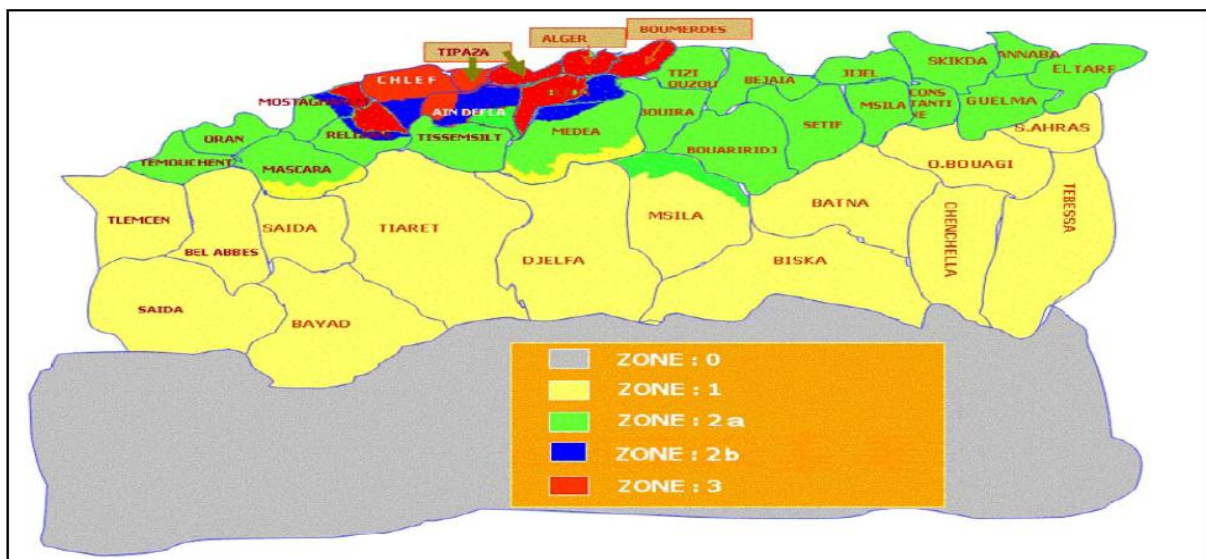 BOUMERDES
ALGER
TIPAZA
CHLEF
TIZI
OUZOU
BEJAIA
JIJEL
SKIKDA
ANNABA
ELTARF
ORAN
AIN DEFLA
BOUIRA
MSILA
CONS
TANTI
NE
GUELMA
TEMOUCHENT
MASCARA
TISSEMSILT
MEDEA
BOUARIRIDJ
SETIF
S.AHRAS
O.BOUAGI
TLEMCEN
BEL ABBES
SAIDA
TIARET
MSILA
BATNA
CHENCHELLA
TEBESSA
DJELFA
BISKA
SAIDA
BAYAD
ZONE : 0
ZONE : 1
ZONE : 2a
ZONE : 2b
ZONE : 3